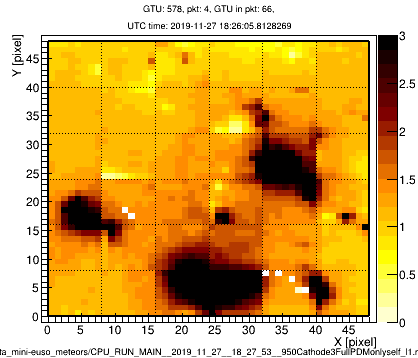 GTU: 578, pkt: 4, GTU in pkt: 66,
UTC time: 2019-11-27 18:26:05.8128269
Y [pixel]
45
40
35
30
25
20
15
10
5
0
0 5 10 15 20 25 30 35 40 45
X [pixel]
3
2.5
2
1.5
1
0.5
0
ta_mini-euso_meteors/CPU_RUN_MAIN__2019_11_27__18_27_53__950Cathode3FullPDMonlyself_lt.r